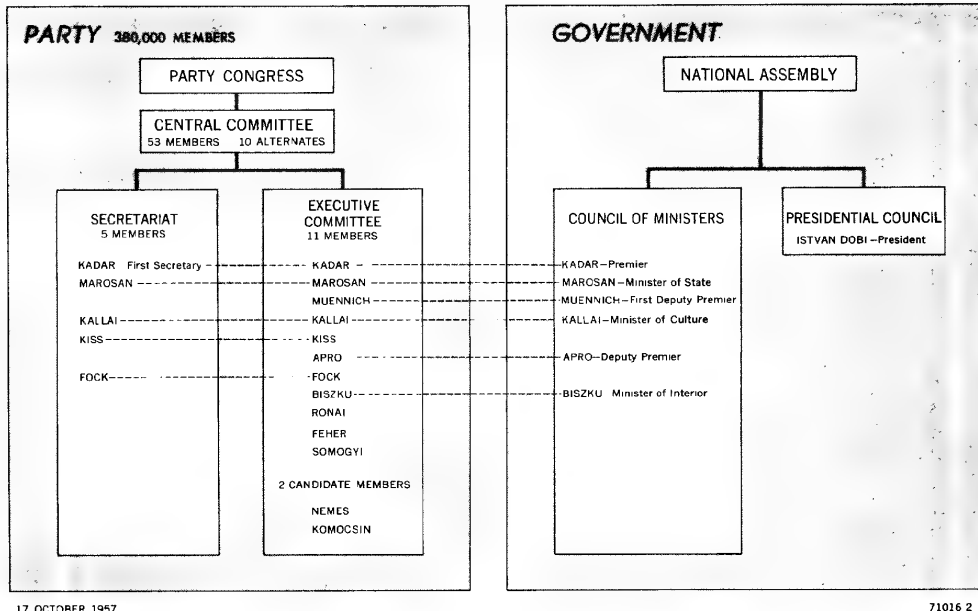 PARTY 380,000 MEMBERS
PARTY CONGRESS
CENTRAL COMMITTEE
53 MEMBERS 10 ALTERNATES
SECRETARIAT
5 MEMBERS
KADAR First Secretary
MAROSAN
KALLAI
KISS
FOCK
EXECUTIVE
COMMITTEE
11 MEMBERS
KADAR
MAROSAN
MUENNICH
KALLAI
KISS
APRO
FOCK
BISZKU
RONAI
FEHER
SOMOGYI
2 CANDIDATE MEMBERS
NEMES
KOMOCSIN
GOVERNMENT
NATIONAL ASSEMBLY
COUNCIL OF MINISTERS
KADAR—Premier
MAROSAN—Minister of State
MUENNICH—First Deputy Premier
KALLAI—Minister of Culture
APRO—Deputy Premier
BISZKU Minister of Interior
PRESIDENTIAL COUNCIL
ISTVAN DOBI—President
17 OCTOBER 1957
71016 2